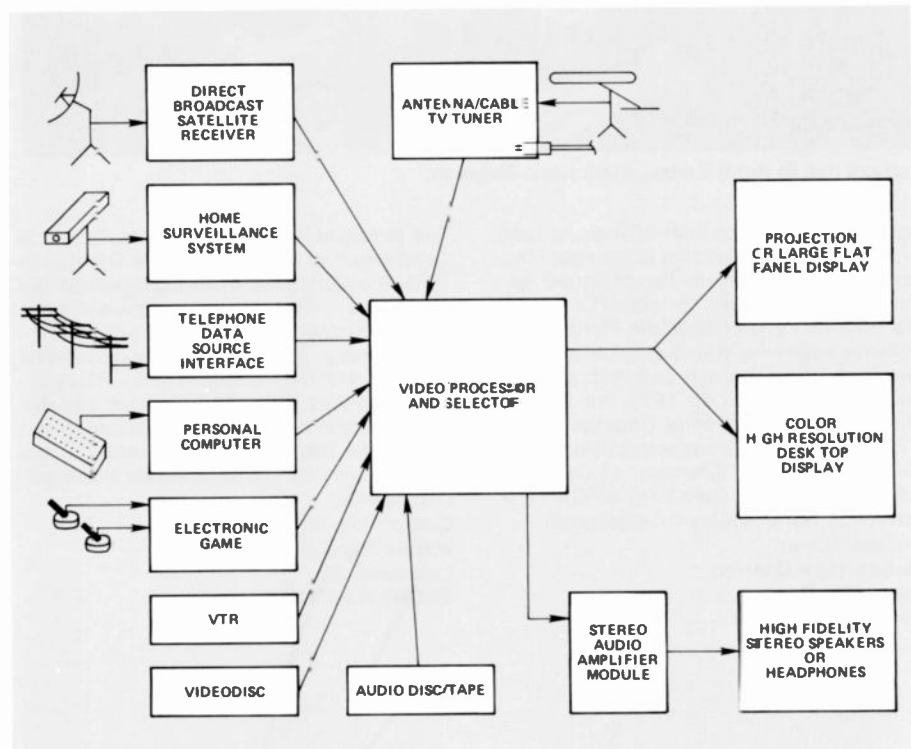 DIRECT
BROADCAST
SATELLITE
RECEIVER
ANTENNA/CABLE
TV TUNER
HOME
SURVEILLANCE
SYSTEM
PROJECTION
OR LARGE FLAT
PANEL DISPLAY
TELEPHONE
DATA
SOURCE
INTERFACE
VIDEO PROCESSOR
AND SELECTOR
PERSONAL
COMPUTER
COLOR
HIGH RESOLUTION
DESK TOP
DISPLAY
ELECTRONIC
GAME
VTR
VIDEODISC
AUDIO DISC/TAPE
STEREO
AUDIO
AMPLIFIER
MODULE
HIGH FIDELITY
STEREO SPEAKERS
OR
HEADPHONES